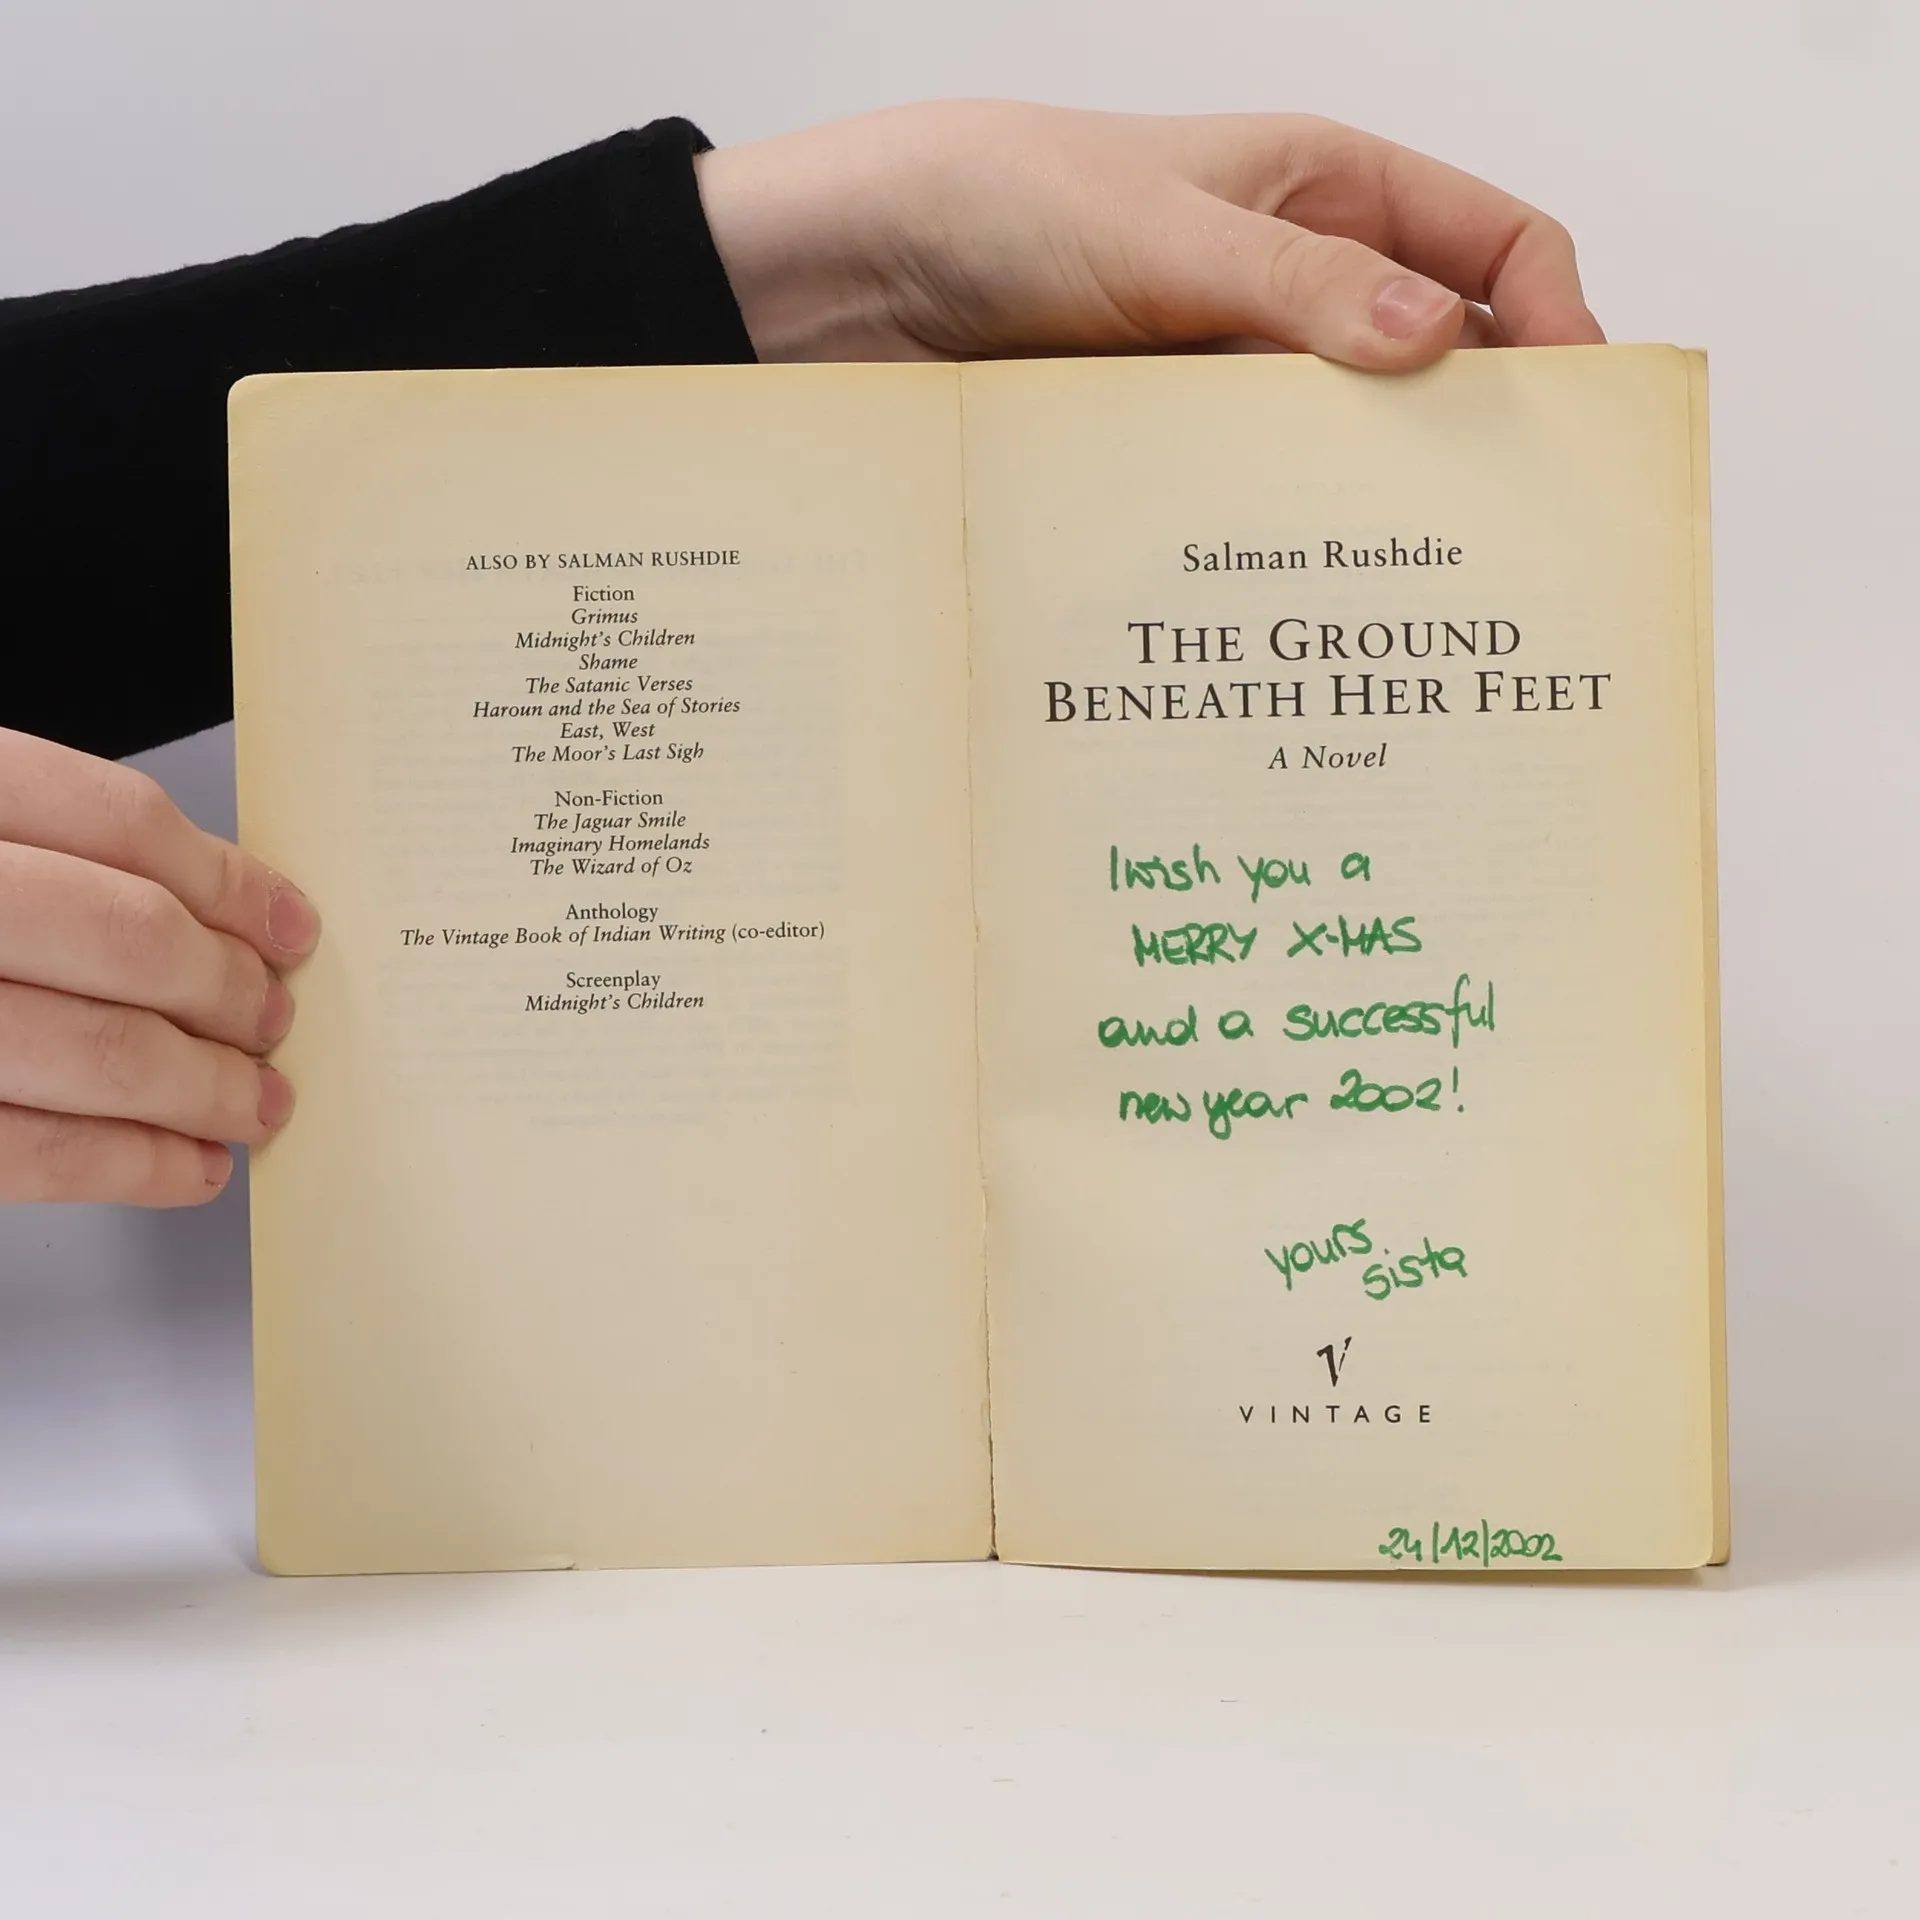 ALSO BY SALMAN RUSHDIE
Fiction
Grimus
Midnight's Children
Shame
The Satanic Verses
Haroun and the Sea of Stories
East, West
The Moor's Last Sigh
Non-Fiction
The Jaguar Smile
Imaginary Homelands
The Wizard of Oz
Anthology
The Vintage Book of Indian Writing (co-editor)
Screenplay
Midnight's Children
Salman Rushdie
THE GROUND
BENEATH HER FEET
A Novel
I wish you a
MERRY X-MAS
and a successful
new year 2002!
yours
sista
V
VINTAGE
24/12/2002